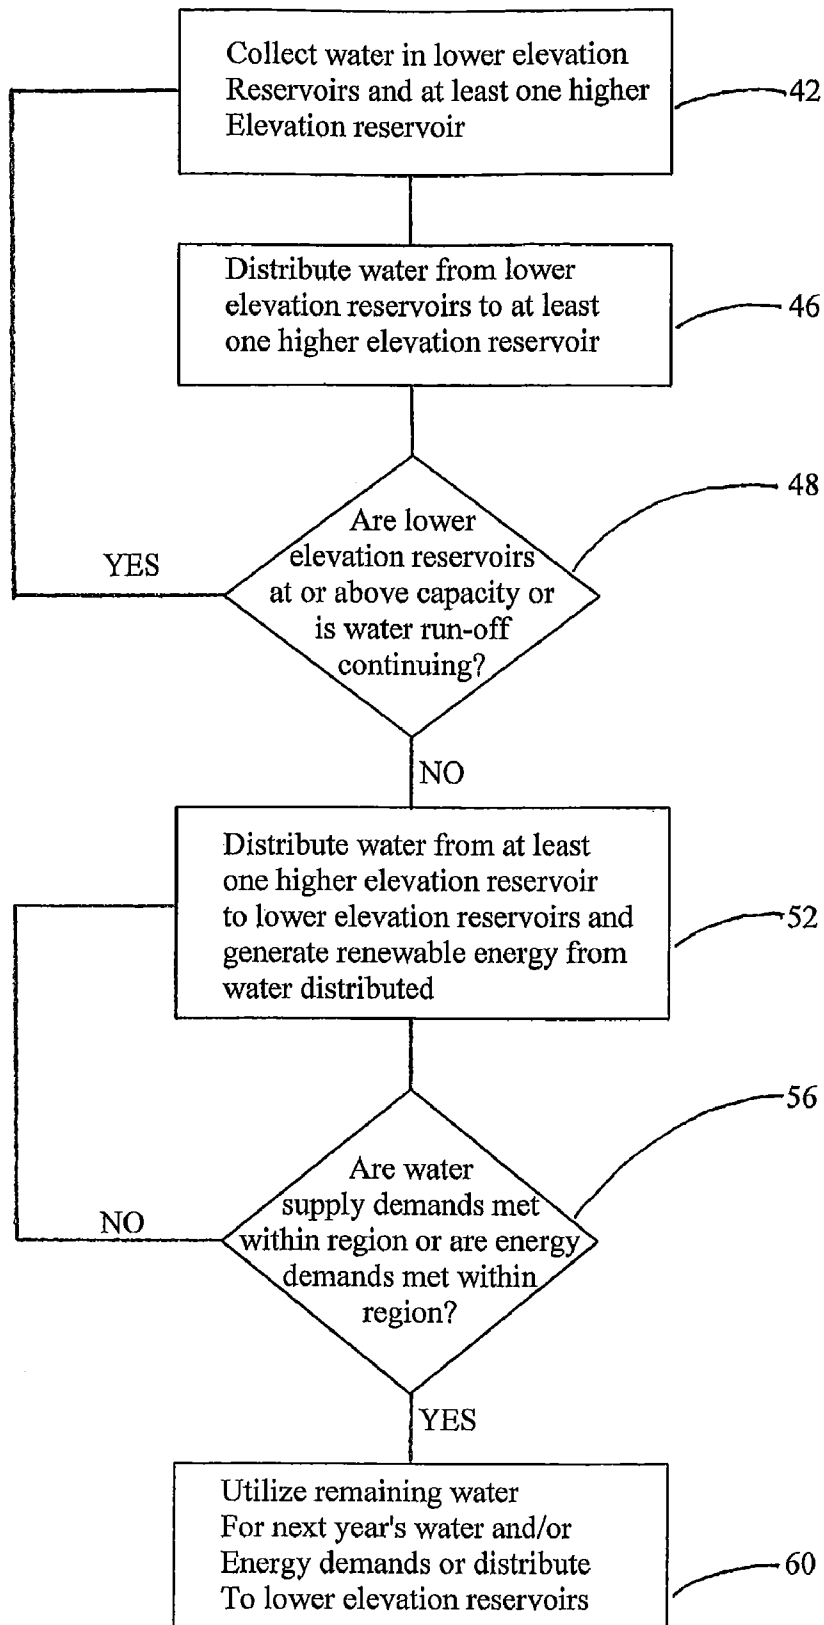 Collect water in lower elevation
Reservoirs and at least one higher
Elevation reservoir
42
Distribute water from lower
elevation reservoirs to at least
one higher elevation reservoir
46
48
Are lower
elevation reservoirs
at or above capacity or
is water run-off
continuing?
YES
NO
Distribute water from at least
one higher elevation reservoir
to lower elevation reservoirs and
generate renewable energy from
water distributed
52
56
Are water
supply demands met
within region or are energy
demands met within
region?
NO
YES
Utilize remaining water
For next year's water and/or
Energy demands or distribute
To lower elevation reservoirs
60